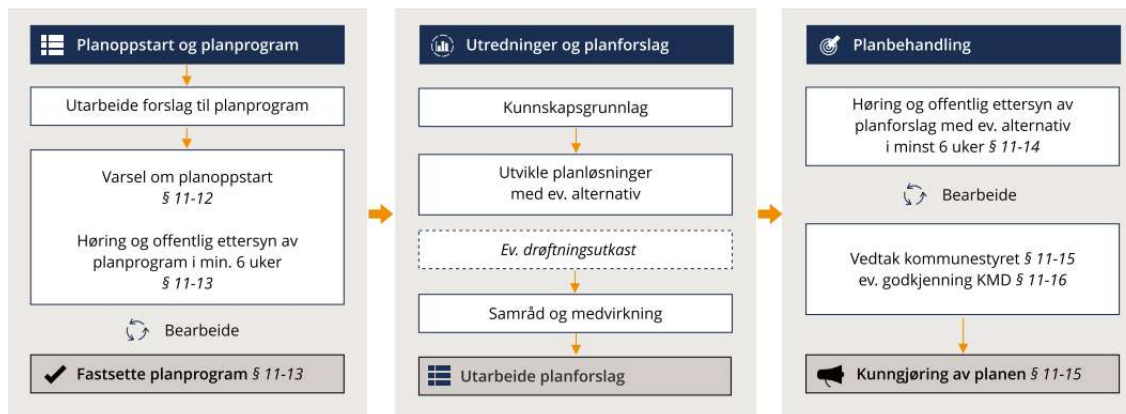 Planoppstart og planprogram
Utarbeide forslag til planprogram
Varsel om planoppstart
§ 11-12
Høring og offentlig ettersyn av
planprogram i min. 6 uker
§ 11-13
Bearbeide
Fastsette planprogram § 11-13
Utredninger og planforslag
Kunnskapsgrunnlag
Utvikle planløsninger
med ev. alternativ
Ev. drøftningsutkast
Samråd og medvirkning
Utarbeide planforslag
Planbehandling
Høring og offentlig ettersyn av
planforslag med ev. alternativ
i minst 6 uker § 11-14
Bearbeide
Vedtak kommunestyret § 11-15
ev. godkjenning KMD § 11-16
Kunngjøring av planen § 11-15